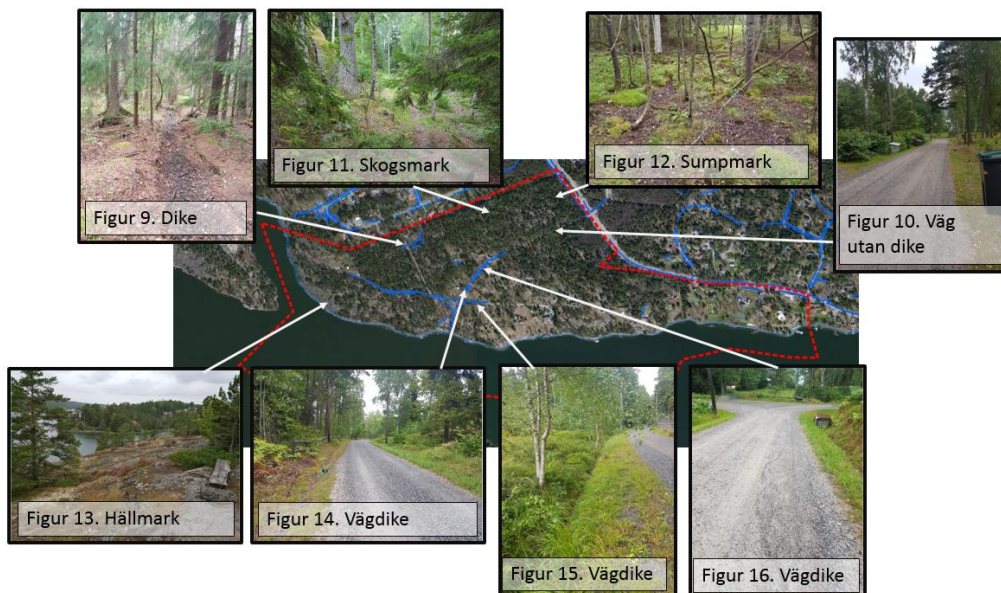 Figur 9. Dike
Figur 11. Skogsmark
Figur 12. Sumpmark
Figur 10. Väg
utan dike
Figur 13. Hällmark
Figur 14. Vägdike
Figur 15. Vägdike
Figur 16. Vägdike